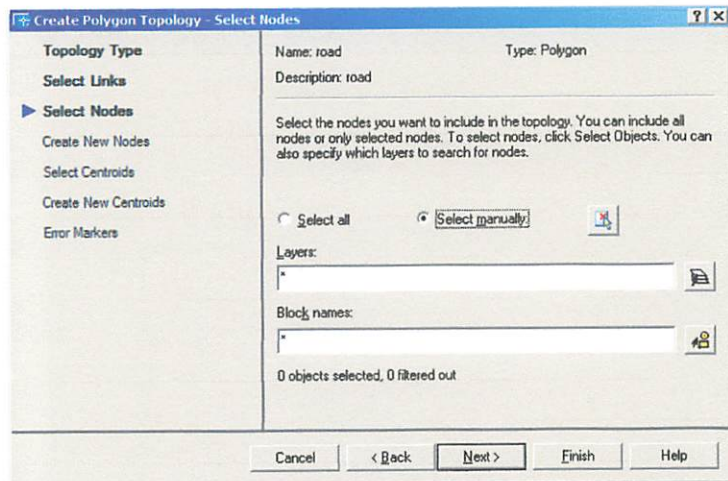 Create Polygon Topology - Select Nodes
Topology Type
Select Links
Select Nodes
Create New Nodes
Select Centroids
Create New Centroids
Error Markers
Name: road Type: Polygon
Description: road
Select the nodes you want to include in the topology. You can include all
nodes or only selected nodes. To select nodes, click Select Objects. You can
also specify which layers to search for nodes.
Select all Select manually
Layers:
*
Block names:
*
0 objects selected, 0 filtered out
Cancel < Back Next > Finish Help